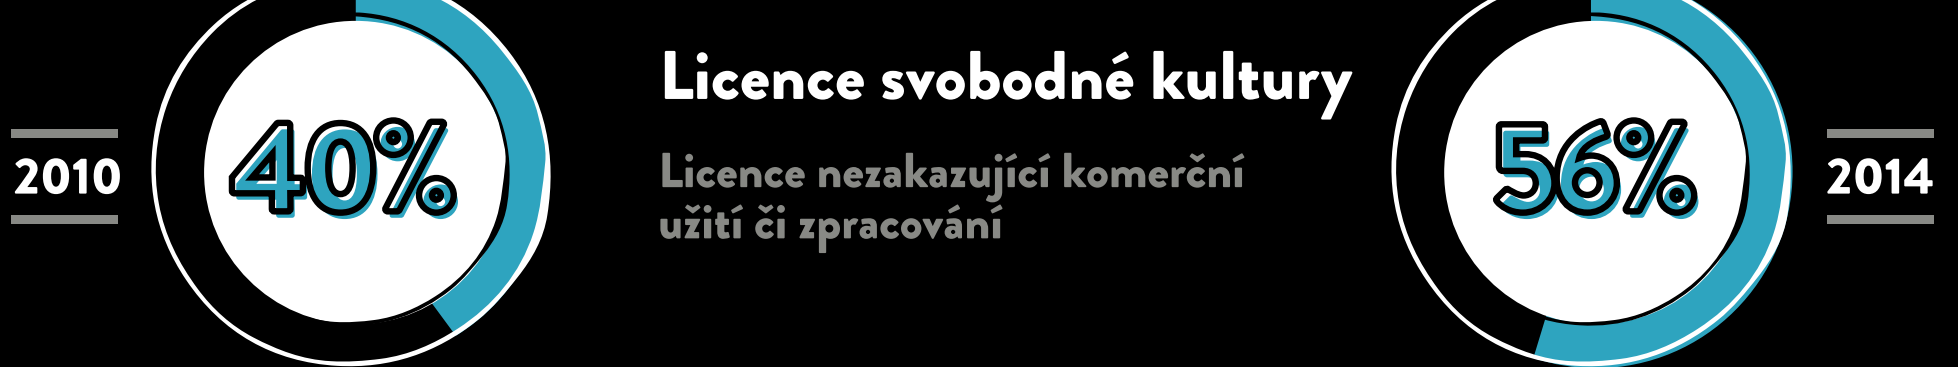 2010
40%
Licence svobodné kultury
Licence nezakazující komerční
užití či zpracování
56%
2014